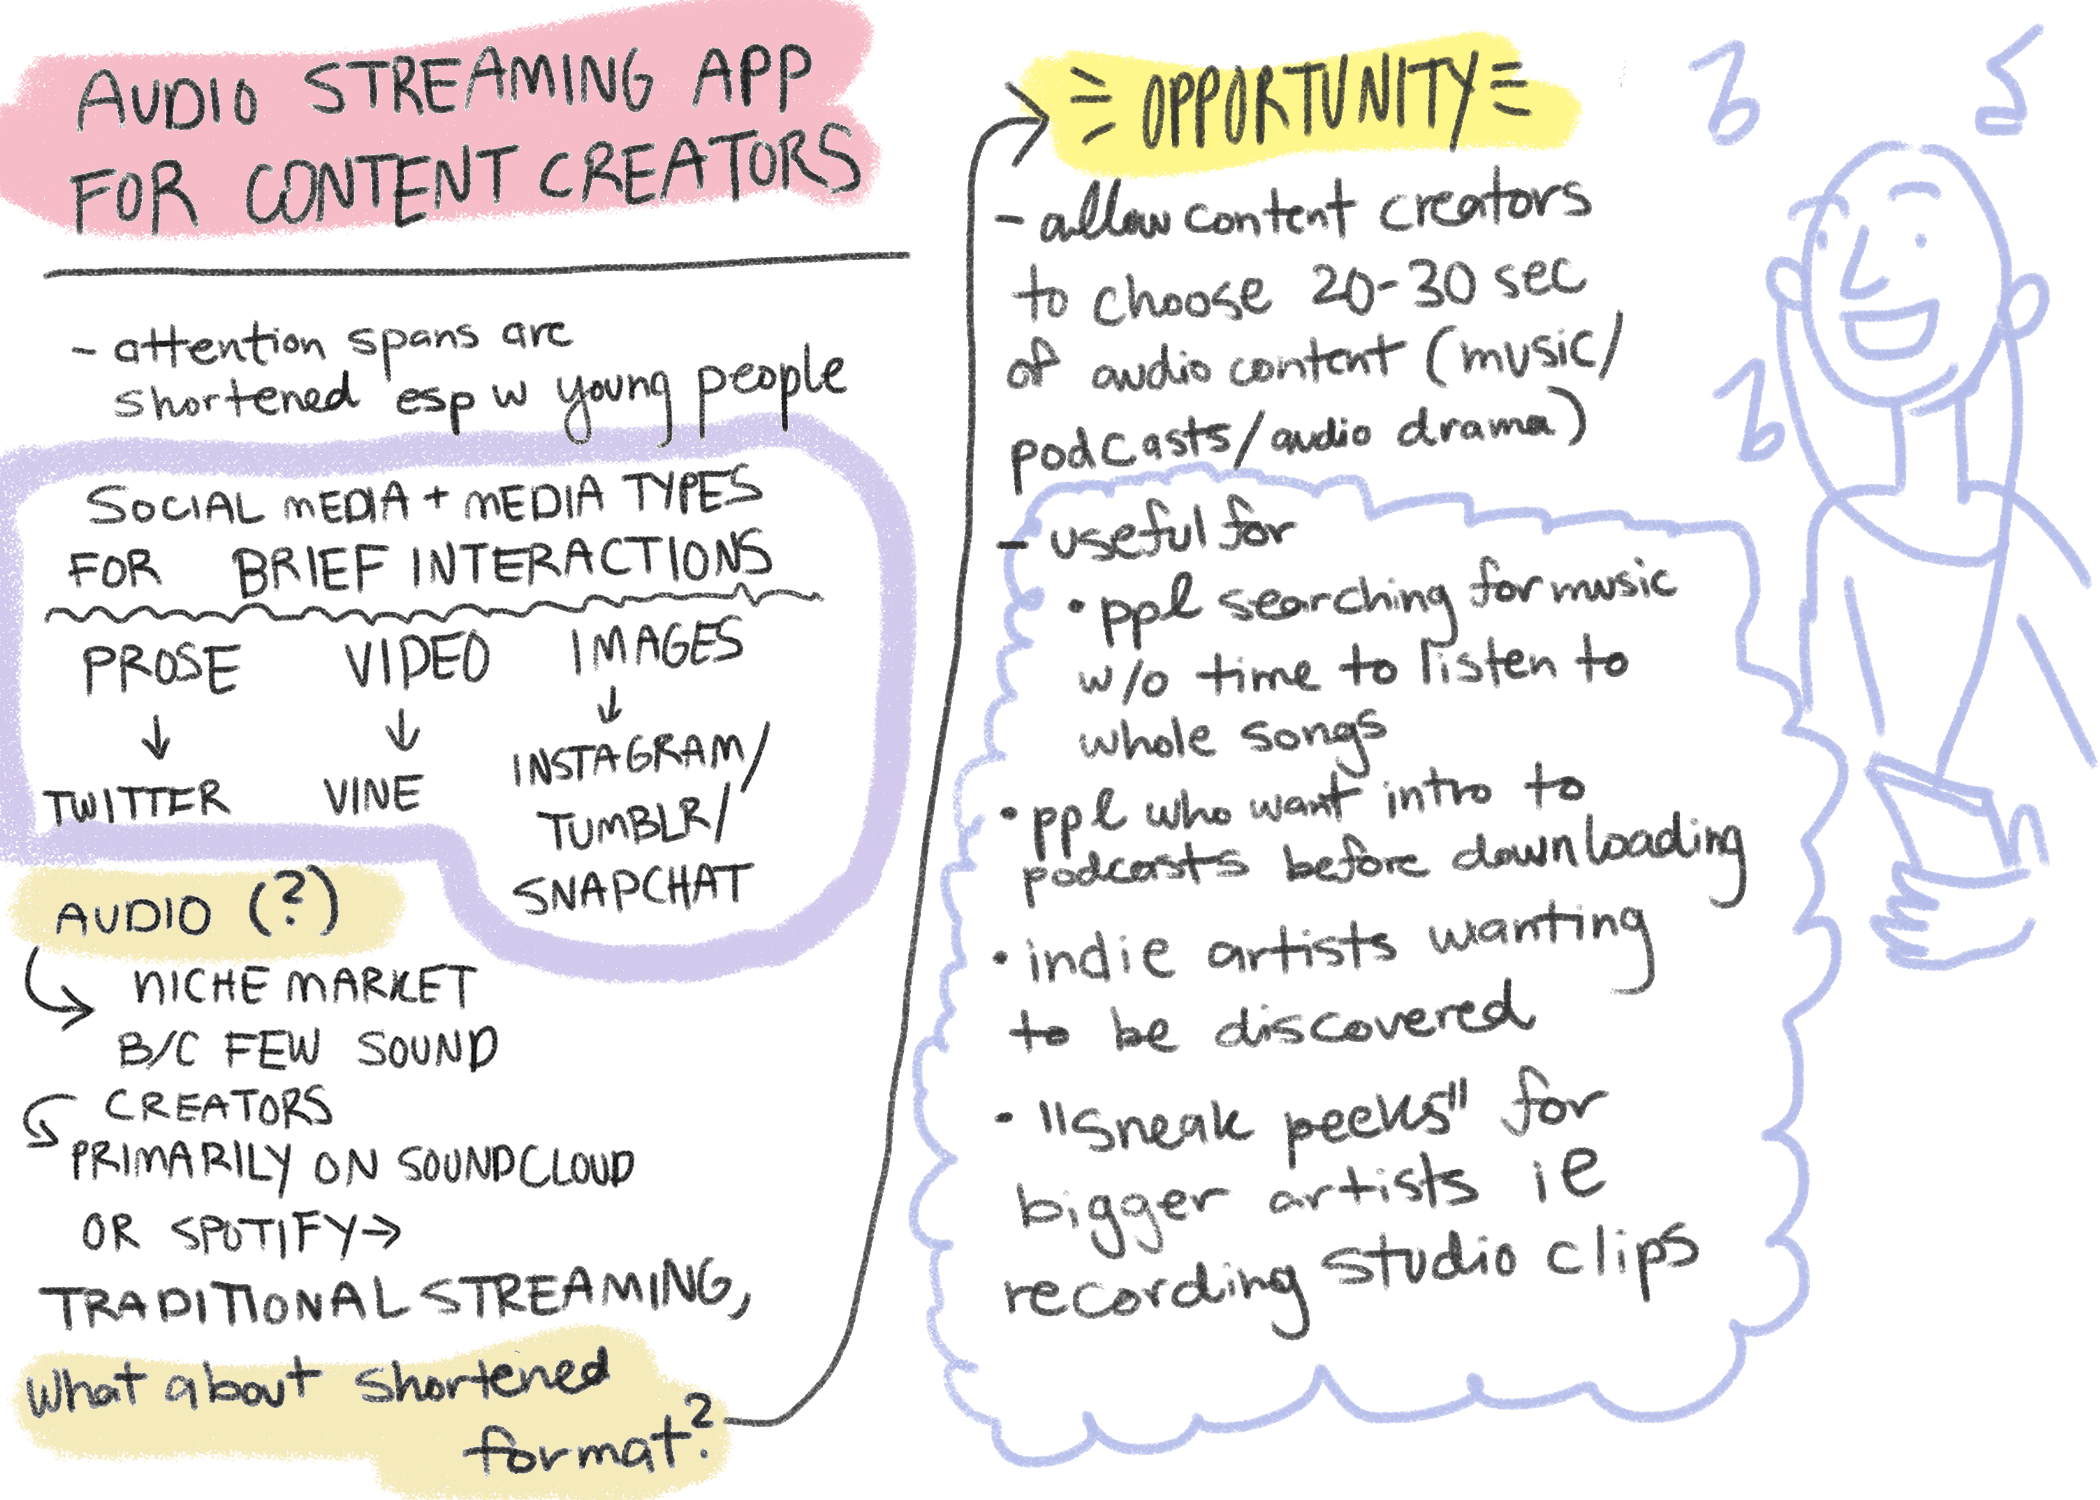 AUDIO STREAMING APP
FOR CONTENT CREATORS
- attention spans are
shortened esp w young people
SOCIAL MEDIA + MEDIA TYPES
FOR BRIEF INTERACTIONS
PROSE VIDEO IMAGES
↓ ↓ ↓
TWITTER VINE INSTAGRAM/
TUMBLR/
SNAPCHAT
AUDIO (?)
NICHE MARKET
B/C FEW SOUND
CREATORS
PRIMARILY ON SOUNDCLOUD
OR SPOTIFY →
TRADITIONAL STREAMING,
What about shortened
format?
OPPORTUNITY
- allow content creators
to choose 20-30 sec
of audio content (music/
podcasts/audio drama)
- useful for
• ppl searching for music
w/o time to listen to
whole songs
• ppl who want intro to
podcasts before downloading
• indie artists wanting
to be discovered
• "sneak peeks" for
bigger artists ie
recording studio clips